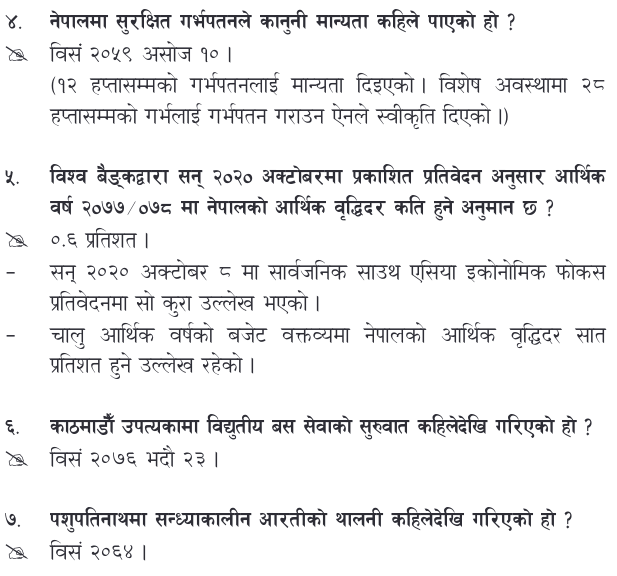 ४. नेपालमा सुरक्षित गर्भपतनले कानुनी मान्यता कहिले पाएको हो ?
विसं २०५९ असोज १० ।
(१२ हप्तासम्मको गर्भपतनलाई मान्यता दिइएको । विशेष अवस्थामा २८
हप्तासम्मको गर्भलाई गर्भपतन गराउन ऐनले स्वीकृति दिएको ।)
५. विश्व बैङ्कद्वारा सन् २०२० अक्टोबरमा प्रकाशित प्रतिवेदन अनुसार आर्थिक
वर्ष २०७७/०७८ मा नेपालको आर्थिक वृद्धिदर कति हुने अनुमान छ ?
०.६ प्रतिशत ।
– सन् २०२० अक्टोबर ८ मा सार्वजनिक साउथ एसिया इकोनोमिक फोकस
प्रतिवेदनमा सो कुरा उल्लेख भएको ।
– चालु आर्थिक वर्षको बजेट वक्तव्यमा नेपालको आर्थिक वृद्धिदर सात
प्रतिशत हुने उल्लेख रहेको ।
६. काठमाडौँ उपत्यकामा विद्युतीय बस सेवाको सुरुवात कहिलेदेखि गरिएको हो ?
विसं २०७६ भदौ २३ ।
७. पशुपतिनाथमा सन्ध्याकालीन आरतीको थालनी कहिलेदेखि गरिएको हो ?
विसं २०६४ ।